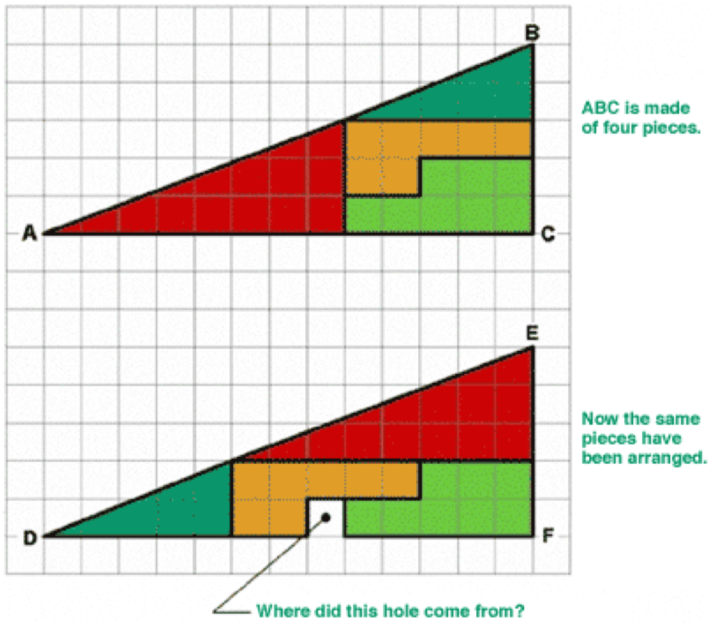 B
ABC is made
of four pieces.
A
C
E
Now the same
pieces have
been arranged.
D
F
Where did this hole come from?